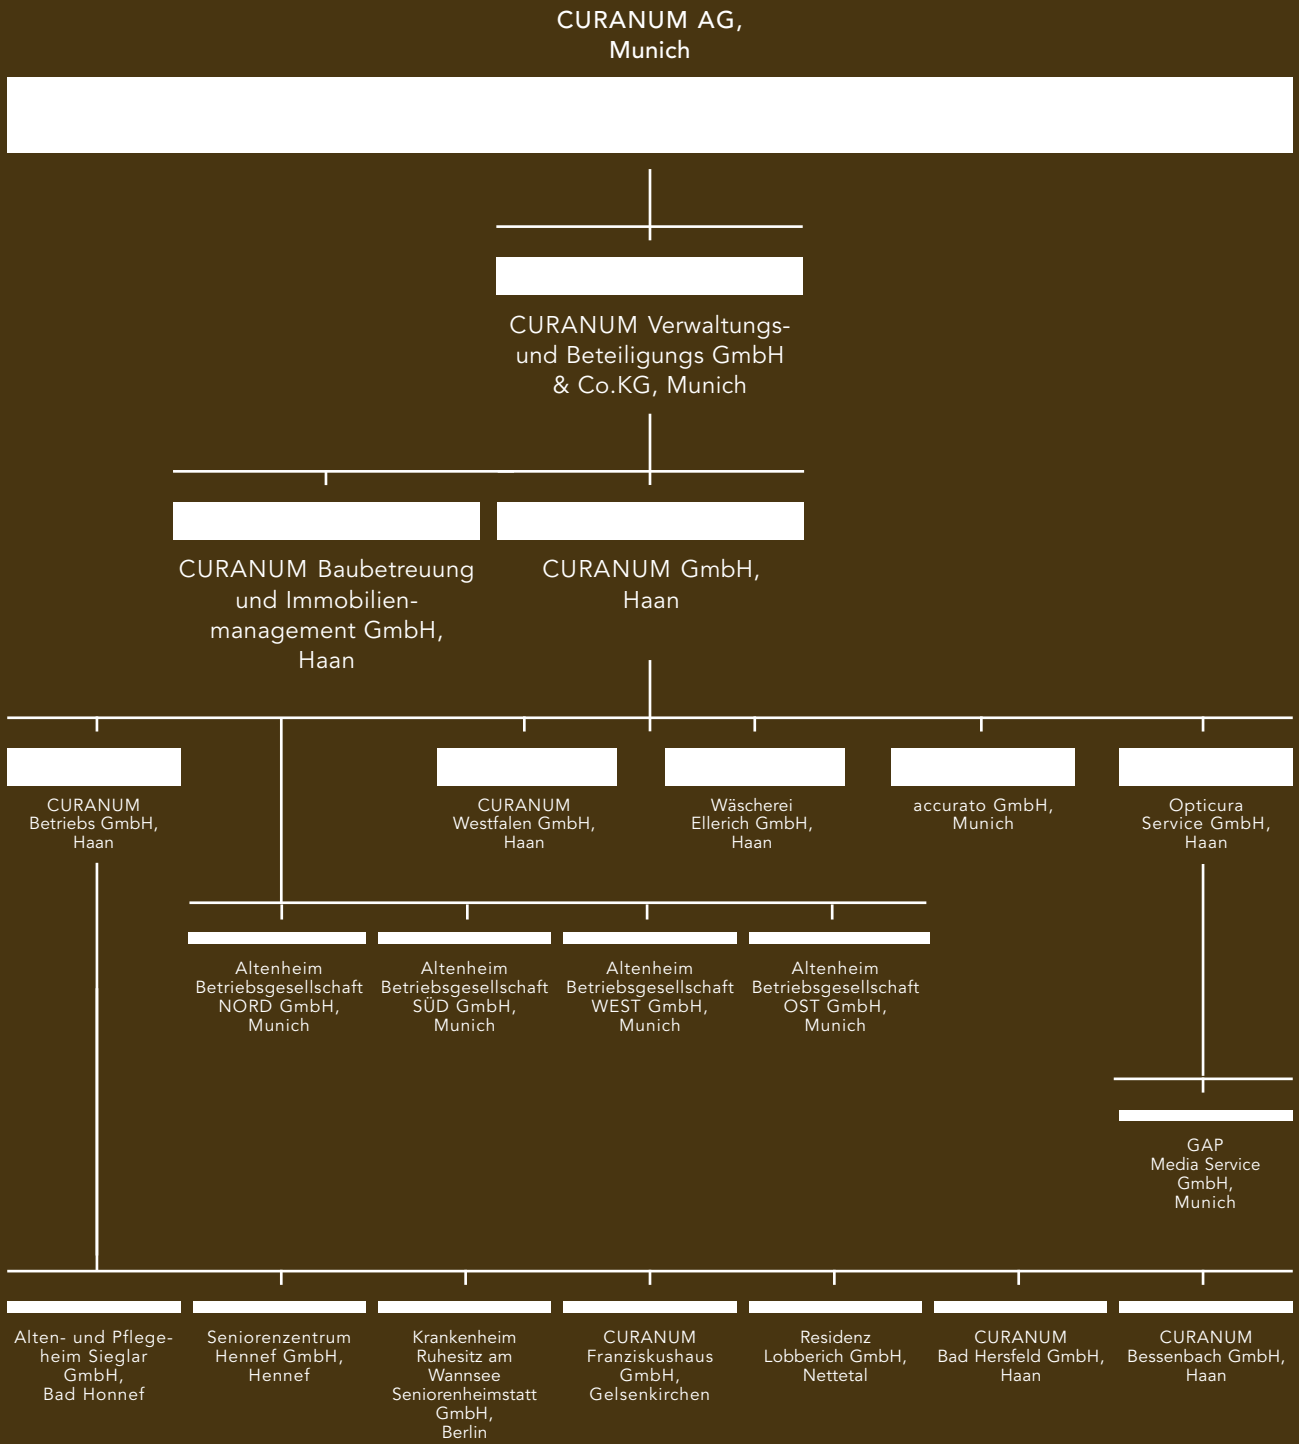 CURANUM AG,
Munich
CURANUM Verwaltungs-
und Beteiligungs GmbH
& Co.KG, Munich
CURANUM Baubetreuung
und Immobilien-
management GmbH,
Haan
CURANUM GmbH,
Haan
CURANUM
Betriebs GmbH,
Haan
CURANUM
Westfalen GmbH,
Haan
Wäscherei
Ellerich GmbH,
Haan
accurato GmbH,
Munich
Opticura
Service GmbH,
Haan
Altenheim
Betriebsgesellschaft
NORD GmbH,
Munich
Altenheim
Betriebsgesellschaft
SÜD GmbH,
Munich
Altenheim
Betriebsgesellschaft
WEST GmbH,
Munich
Altenheim
Betriebsgesellschaft
OST GmbH,
Munich
GAP
Media Service
GmbH,
Munich
Alten- und Pflege-
heim Sieglar
GmbH,
Bad Honnef
Seniorenzentrum
Hennef GmbH,
Hennef
Krankenheim
Ruhesitz am
Wannsee
Seniorenheimstatt
GmbH,
Berlin
CURANUM
Franziskushaus
GmbH,
Gelsenkirchen
Residenz
Lobberich GmbH,
Nettetal
CURANUM
Bad Hersfeld GmbH,
Haan
CURANUM
Bessenbach GmbH,
Haan